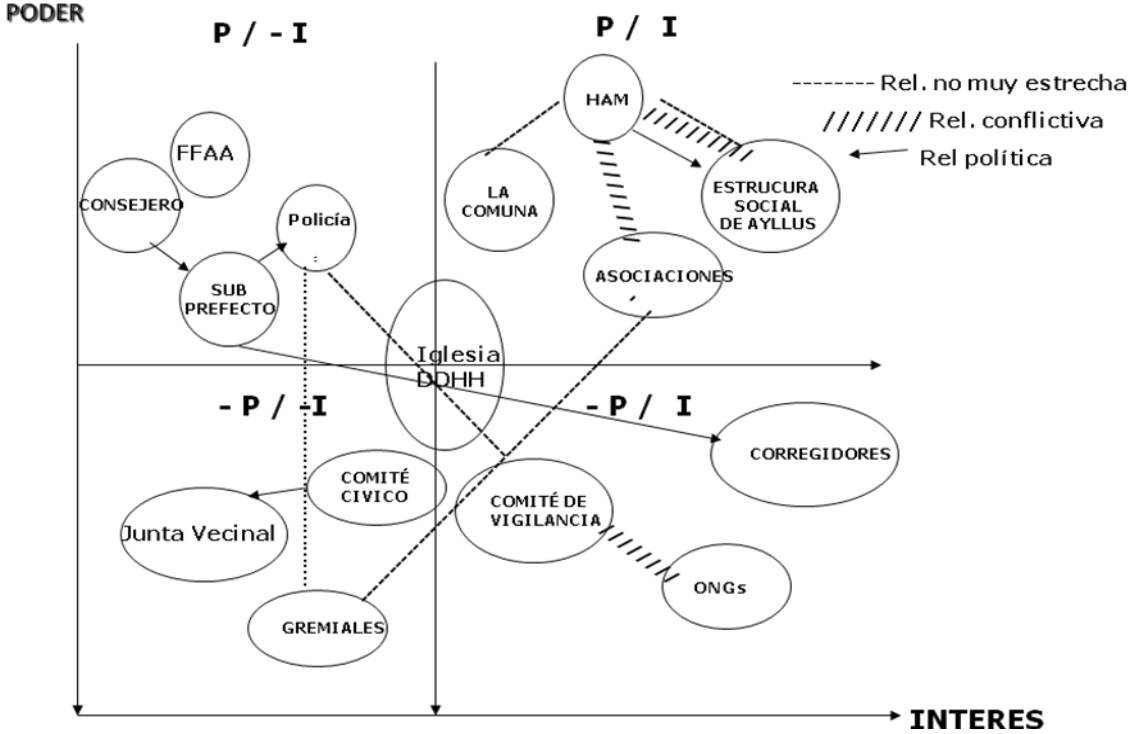 PODER
P / - I
P / I
HAM
-------- Rel. no muy estrecha
/////// Rel. conflictiva
Rel política
FFAA
CONSEJERO
Policía
:
LA
COMUNA
ESTRUCURA
SOCIAL
DE AYLLUS
SUB
PREFECTO
ASOCIACIONES
Iglesia
DDHH
- P / -I
- P / I
CORREGIDORES
COMITÉ
CIVICO
COMITÉ DE
VIGILANCIA
Junta Vecinal
ONGs
GREMIALES
INTERES